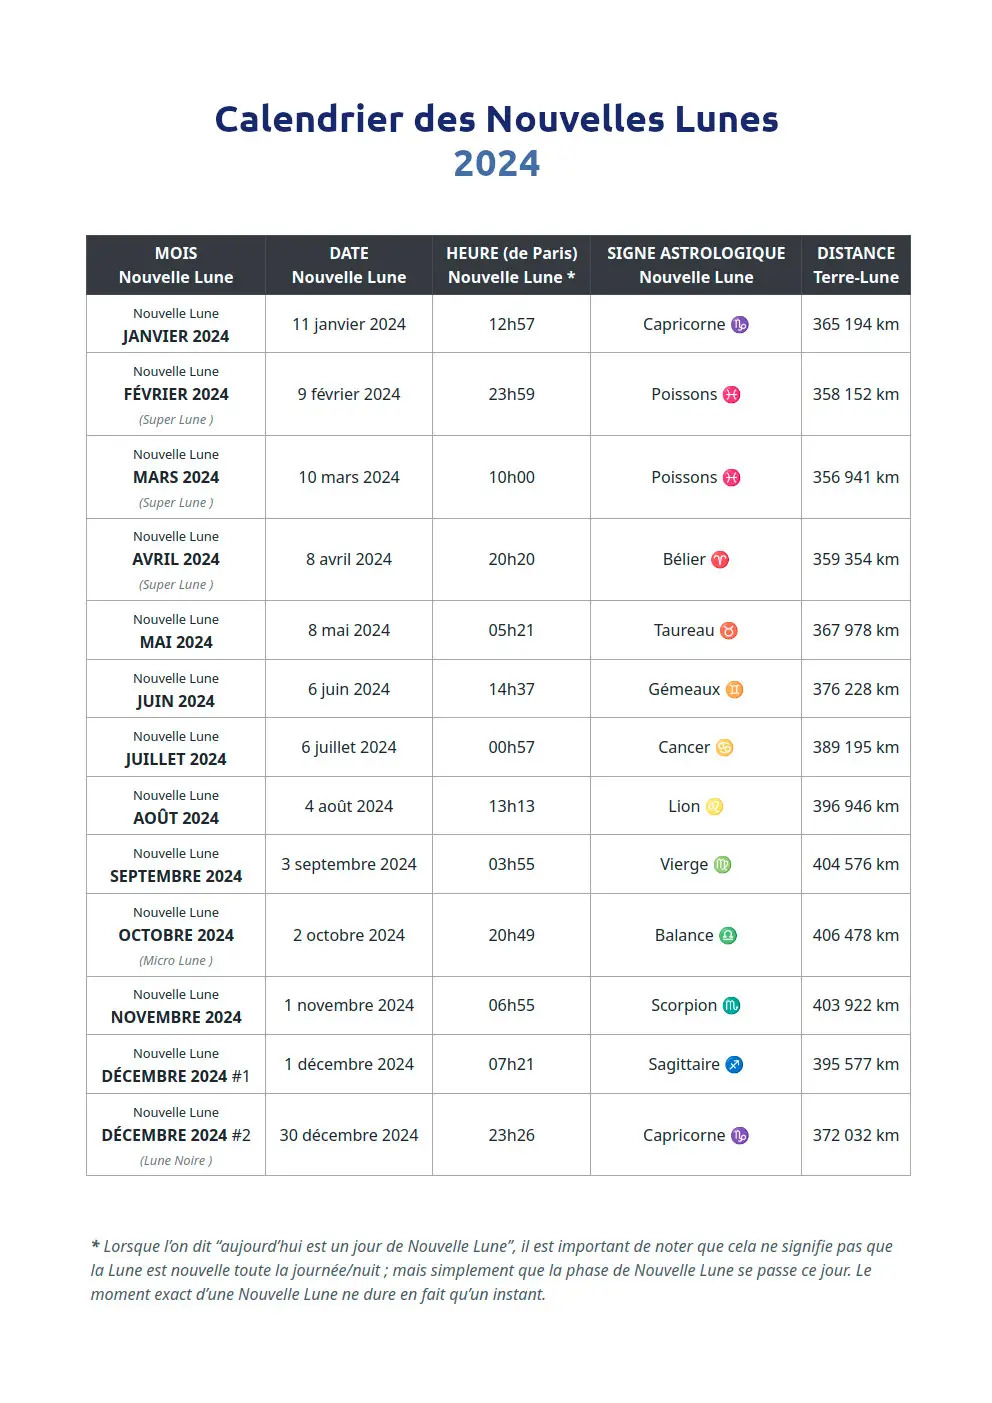 Calendrier des Nouvelles Lunes
2024
MOIS Nouvelle Lune | DATE Nouvelle Lune | HEURE (de Paris) Nouvelle Lune * | SIGNE ASTROLOGIQUE Nouvelle Lune | DISTANCE Terre-Lune
Nouvelle Lune
JANVIER 2024 11 janvier 2024 12h57 Capricorne ♑ 365 194 km
Nouvelle Lune
FÉVRIER 2024 9 février 2024 23h59 Poissons ♓ 358 152 km
(Super Lune )
Nouvelle Lune
MARS 2024 10 mars 2024 10h00 Poissons ♓ 356 941 km
(Super Lune )
Nouvelle Lune
AVRIL 2024 8 avril 2024 20h20 Bélier ♈ 359 354 km
(Super Lune )
Nouvelle Lune
MAI 2024 8 mai 2024 05h21 Taureau ♉ 367 978 km
Nouvelle Lune
JUIN 2024 6 juin 2024 14h37 Gémeaux ♊ 376 228 km
Nouvelle Lune
JUILLET 2024 6 juillet 2024 00h57 Cancer ♋ 389 195 km
Nouvelle Lune
AOÛT 2024 4 août 2024 13h13 Lion ♌ 396 946 km
Nouvelle Lune
SEPTEMBRE 2024 3 septembre 2024 03h55 Vierge ♍ 404 576 km
Nouvelle Lune
OCTOBRE 2024 2 octobre 2024 20h49 Balance ♎ 406 478 km
(Micro Lune )
Nouvelle Lune
NOVEMBRE 2024 1 novembre 2024 06h55 Scorpion ♏ 403 922 km
Nouvelle Lune
DÉCEMBRE 2024 #1 1 décembre 2024 07h21 Sagittaire ♐ 395 577 km
Nouvelle Lune
DÉCEMBRE 2024 #2 30 décembre 2024 23h26 Capricorne ♑ 372 032 km
(Lune Noire )
* Lorsque l’on dit “aujourd’hui est un jour de Nouvelle Lune”, il est important de noter que cela ne signifie pas que
la Lune est nouvelle toute la journée/nuit ; mais simplement que la phase de Nouvelle Lune se passe ce jour. Le
moment exact d’une Nouvelle Lune ne dure en fait qu’un instant.